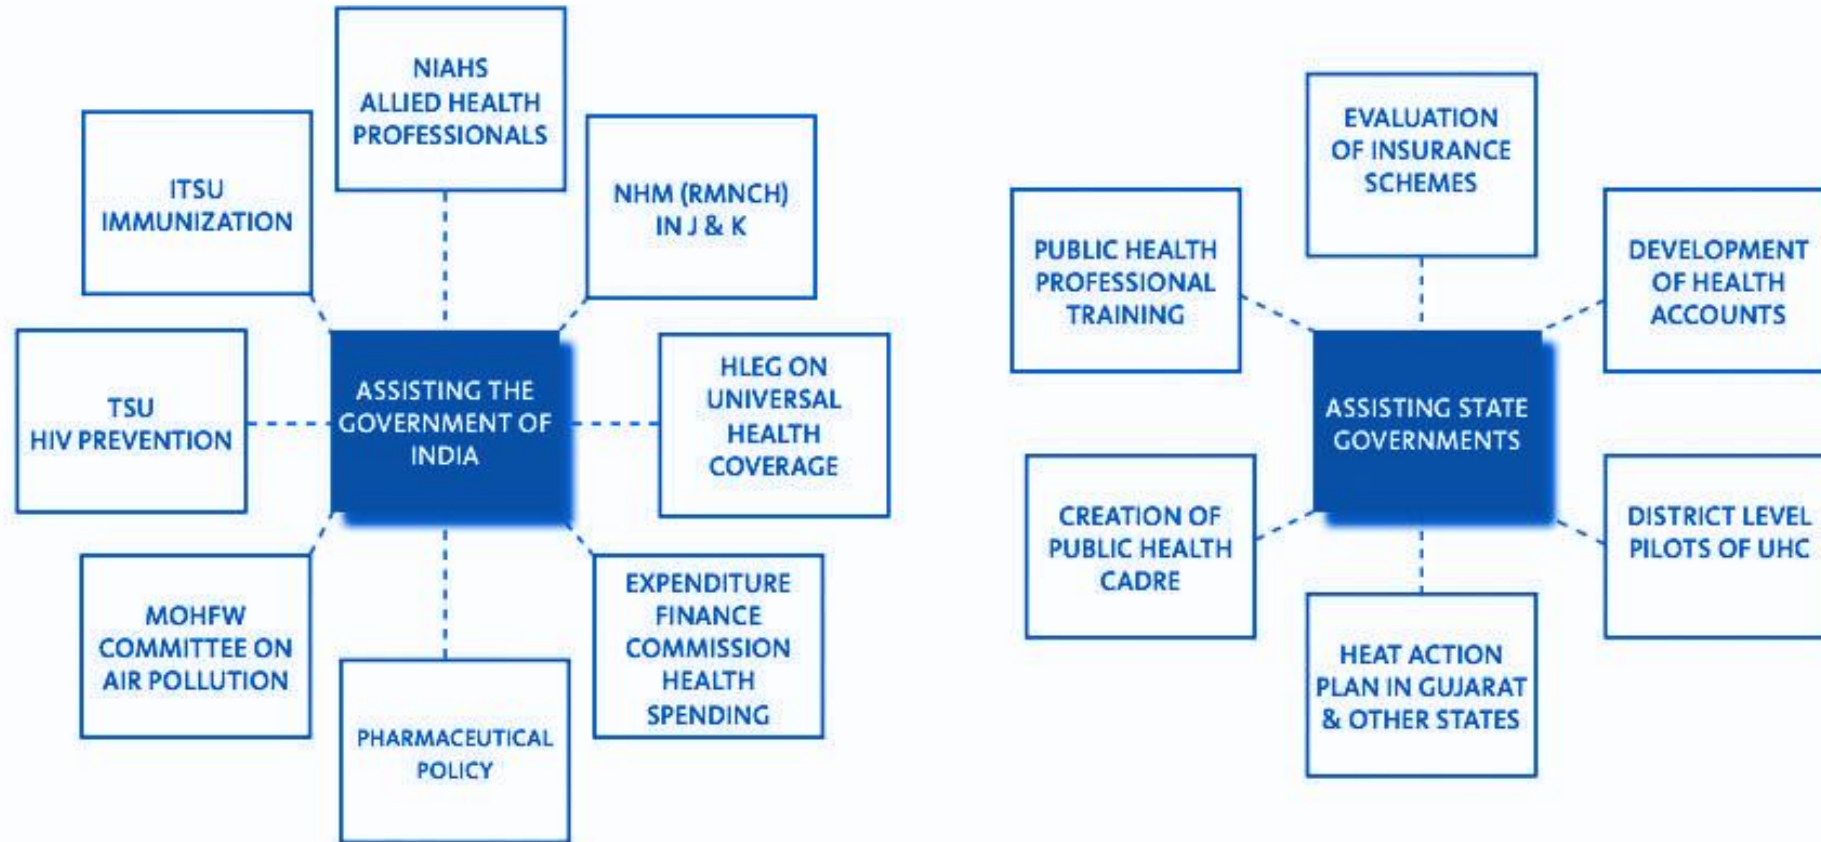 NIAHS
ALLIED HEALTH
PROFESSIONALS
ITSU
IMMUNIZATION
NHM (RMNCH)
IN J & K
TSU
HIV PREVENTION
ASSISTING THE
GOVERNMENT OF
INDIA
HLEG ON
UNIVERSAL
HEALTH
COVERAGE
MOHFW
COMMITTEE ON
AIR POLLUTION
EXPENDITURE
FINANCE
COMMISSION
HEALTH
SPENDING
PHARMACEUTICAL
POLICY
EVALUATION
OF INSURANCE
SCHEMES
PUBLIC HEALTH
PROFESSIONAL
TRAINING
DEVELOPMENT
OF HEALTH
ACCOUNTS
ASSISTING STATE
GOVERNMENTS
CREATION OF
PUBLIC HEALTH
CADRE
DISTRICT LEVEL
PILOTS OF UHC
HEAT ACTION
PLAN IN GUJARAT
& OTHER STATES